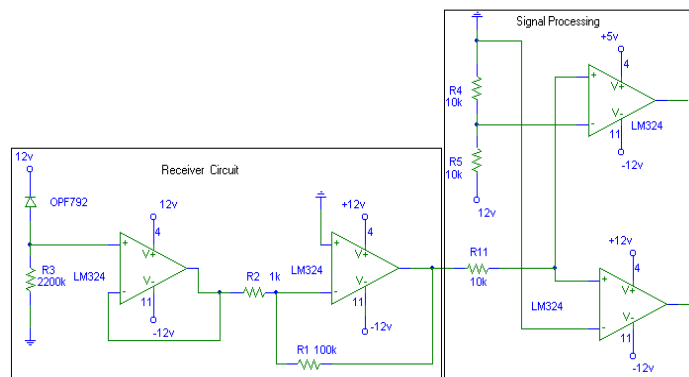 Signal Processing
+5v
4
R4
10k
+
V+
-
V-
LM324
11
-12v
R5
10k
12v
Receiver Circuit
12v
OPF792
R3
2200k
LM324
12v
4
+
V+
-
V-
11
-12v
R2 1k
LM324
+12v
4
+
V+
-
V-
11
-12v
R1 100k
R11
10k
+12v
4
+
V+
-
V-
LM324
11
-12v